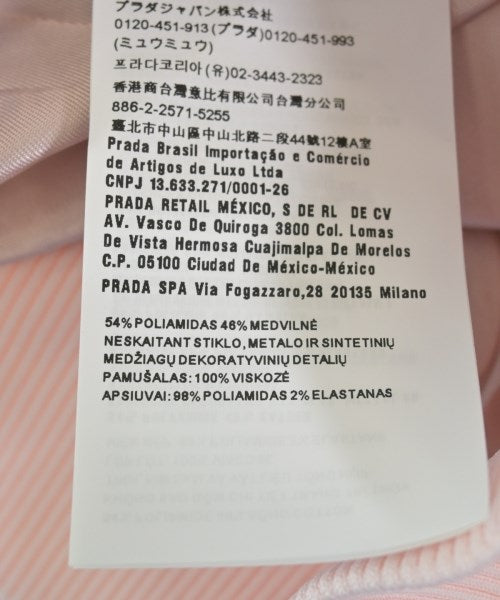 プラダジャパン株式会社
0120-451-913(プラダ)0120-451-993
(ミュウミュウ)
프라다코리아(유)02-3443-2323
香港商台灣意比有限公司台灣分公司
886-2-2571-5255
臺北市中山區中山北路二段44號12樓A室
Prada Brasil Importação e Comércio
de Artigos de Luxo Ltda
CNPJ 13.633.271/0001-26
PRADA RETAIL MÉXICO, S DE RL DE CV
AV. Vasco De Quiroga 3800 Col. Lomas
De Vista Hermosa Cuajimalpa De Morelos
C.P. 05100 Ciudad De México-México
PRADA SPA Via Fogazzaro,28 20135 Milano
54% POLIAMIDAS 46% MEDVILNĖ
NESKAITANT STIKLO, METALO IR SINTETINIŲ
MEDŽIAGŲ DEKORATYVINIŲ DETALIŲ
PAMUŠALAS: 100% VISKOZĖ
APSIUVAI: 98% POLIAMIDAS 2% ELASTANAS